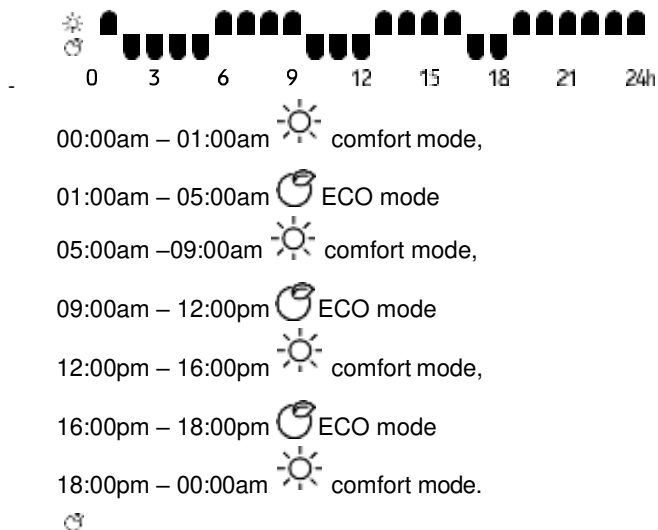 - 0 3 6 9 12 15 18 21 24h
00:00am – 01:00am comfort mode,
01:00am – 05:00am ECO mode
05:00am –09:00am comfort mode,
09:00am – 12:00pm ECO mode
12:00pm – 16:00pm comfort mode,
16:00pm – 18:00pm ECO mode
18:00pm – 00:00am comfort mode.